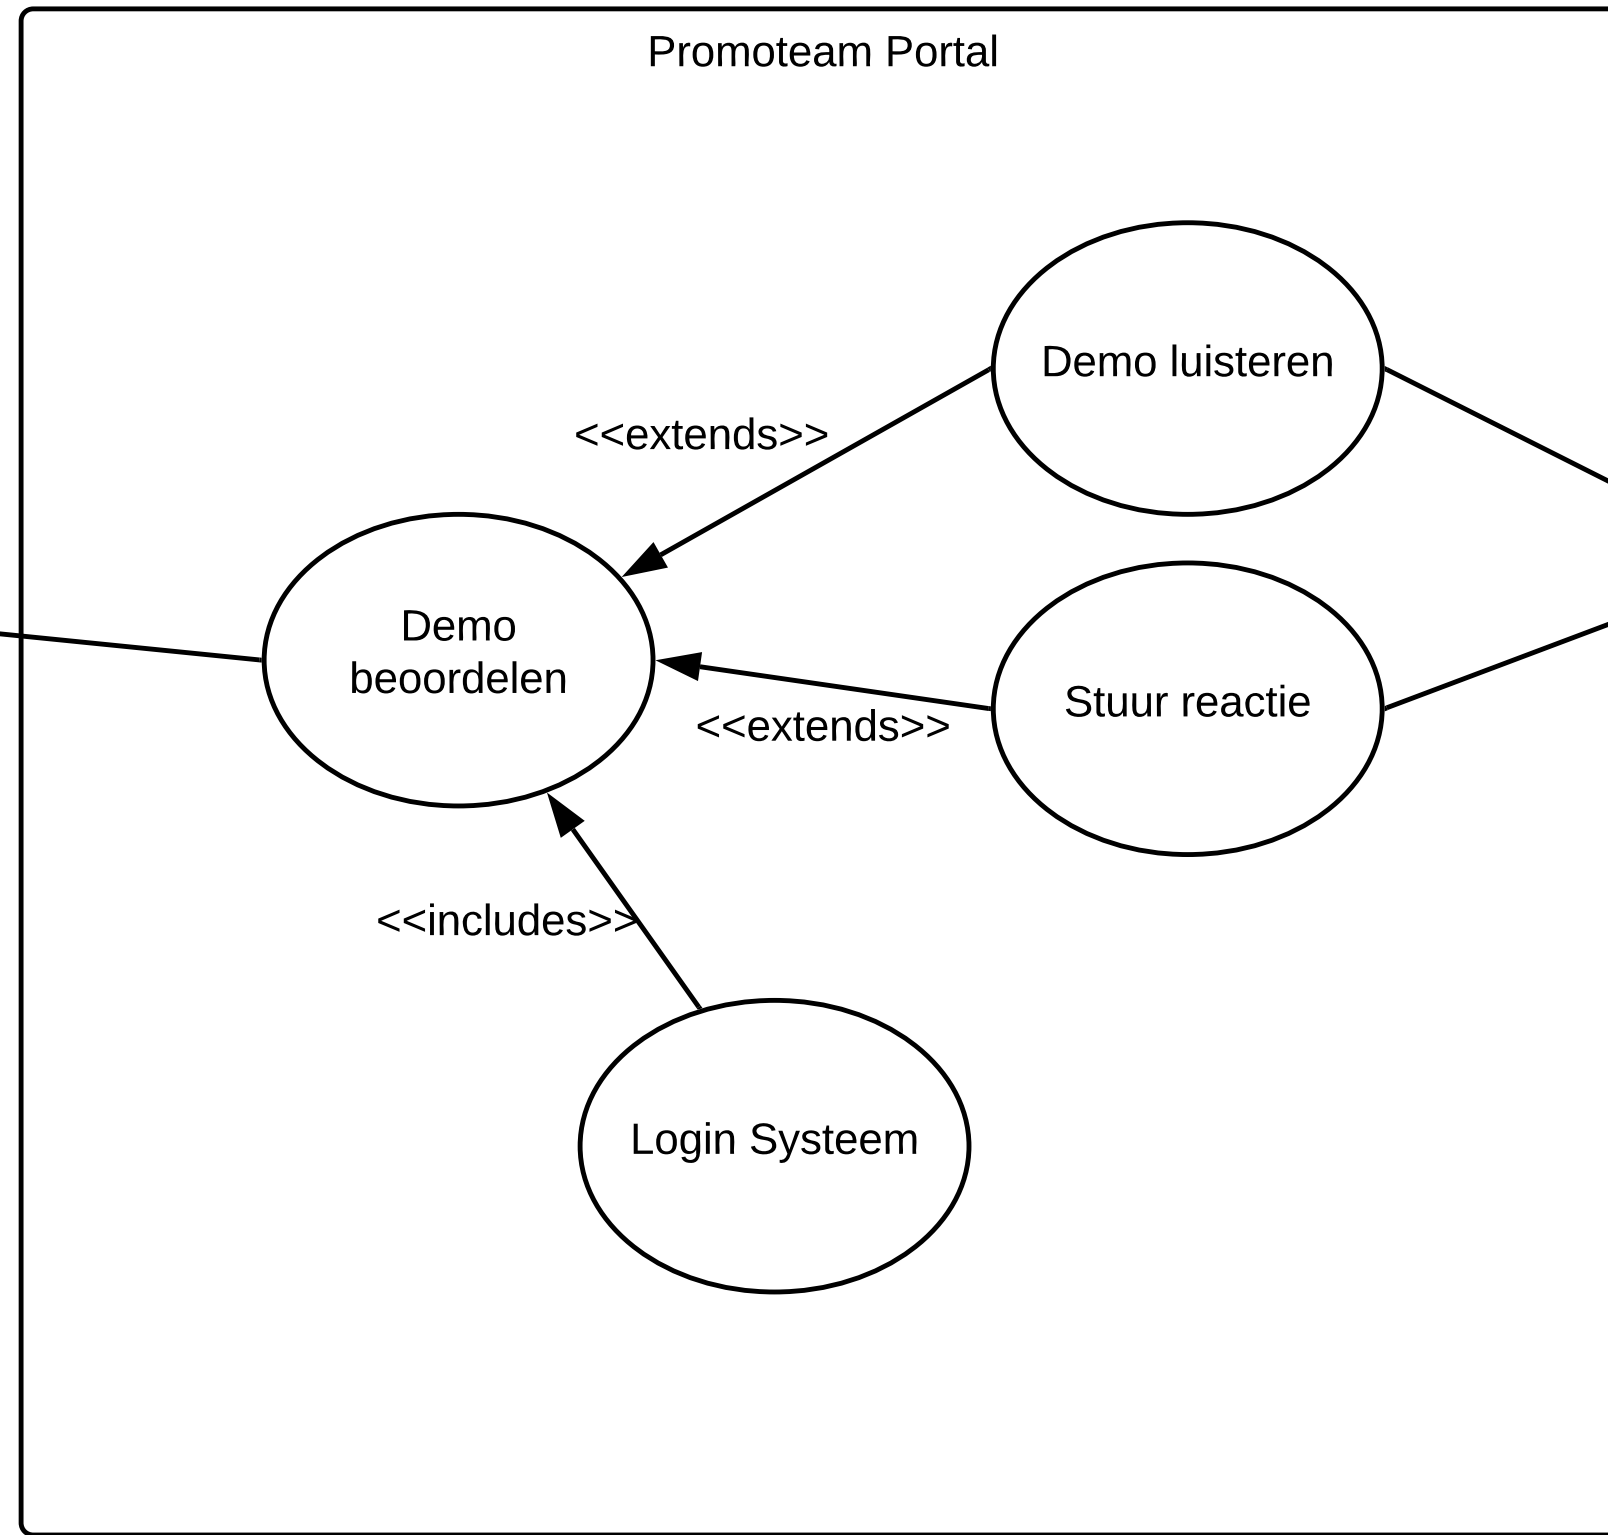 Promoteam Portal
Demo luisteren
<<extends>>
Demo
beoordelen
Stuur reactie
<<extends>>
<<includes>>
Login Systeem